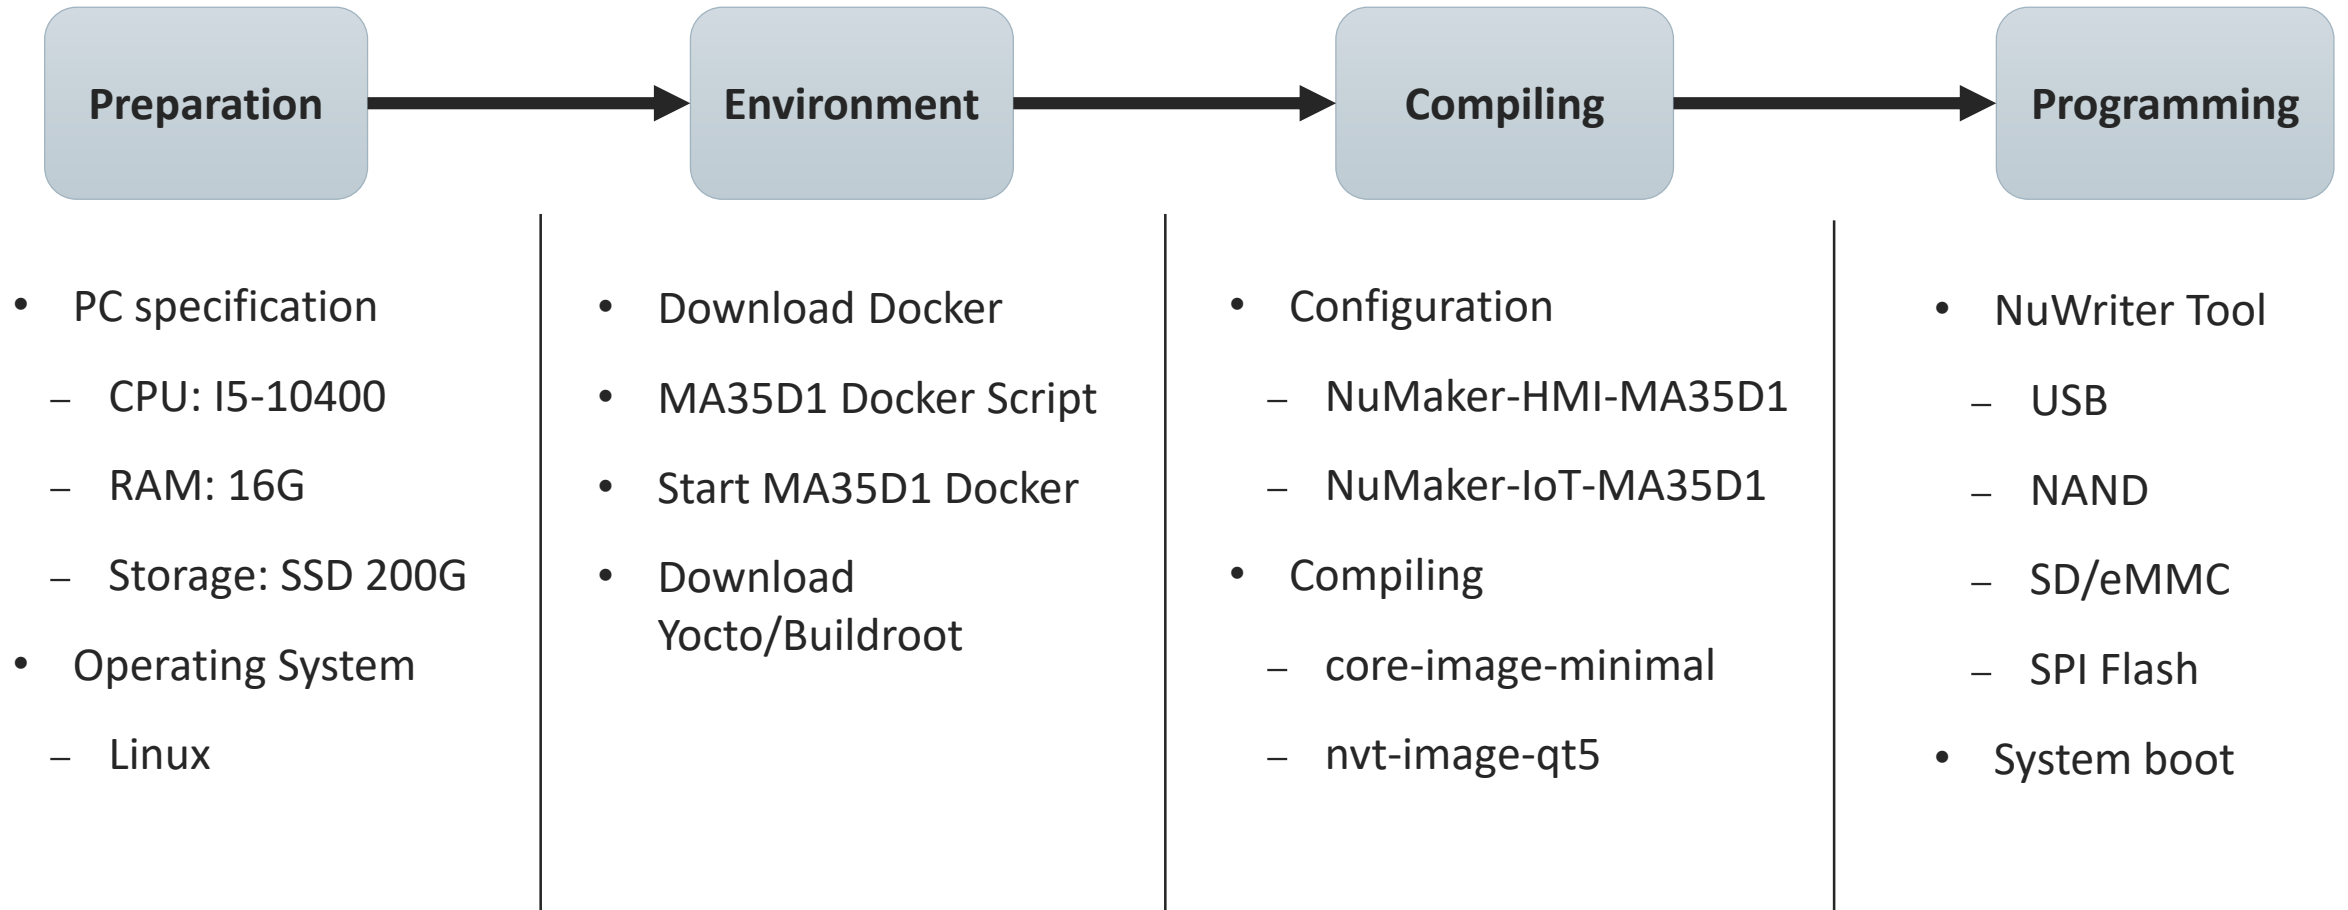 Preparation
Environment
Compiling
Programming
• PC specification
– CPU: I5-10400
– RAM: 16G
– Storage: SSD 200G
• Operating System
– Linux
• Download Docker
• MA35D1 Docker Script
• Start MA35D1 Docker
• Download
Yocto/Buildroot
• Configuration
– NuMaker-HMI-MA35D1
– NuMaker-IoT-MA35D1
• Compiling
– core-image-minimal
– nvt-image-qt5
• NuWriter Tool
– USB
– NAND
– SD/eMMC
– SPI Flash
• System boot